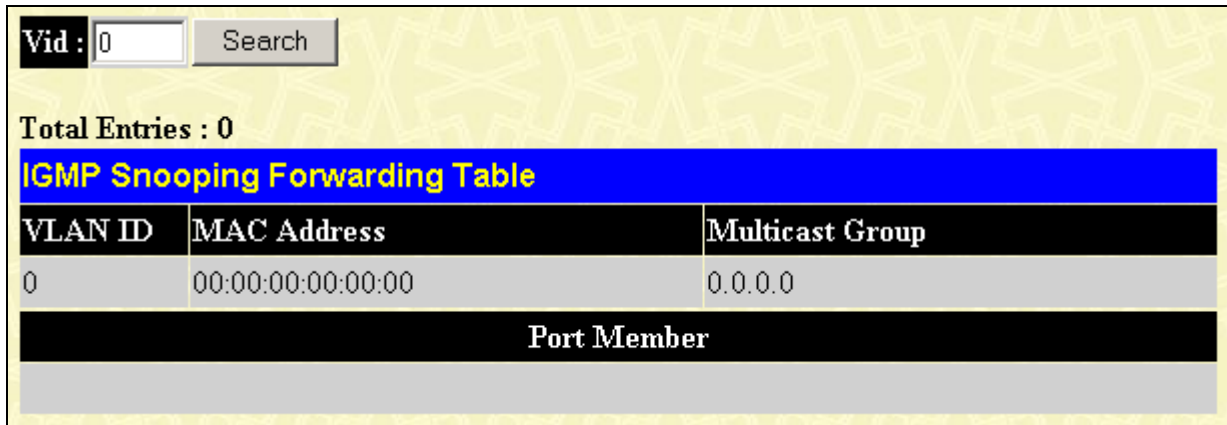 Vid : 0 Search
Total Entries : 0
IGMP Snooping Forwarding Table
VLAN ID MAC Address Multicast Group
0 00:00:00:00:00:00 0.0.0.0
Port Member